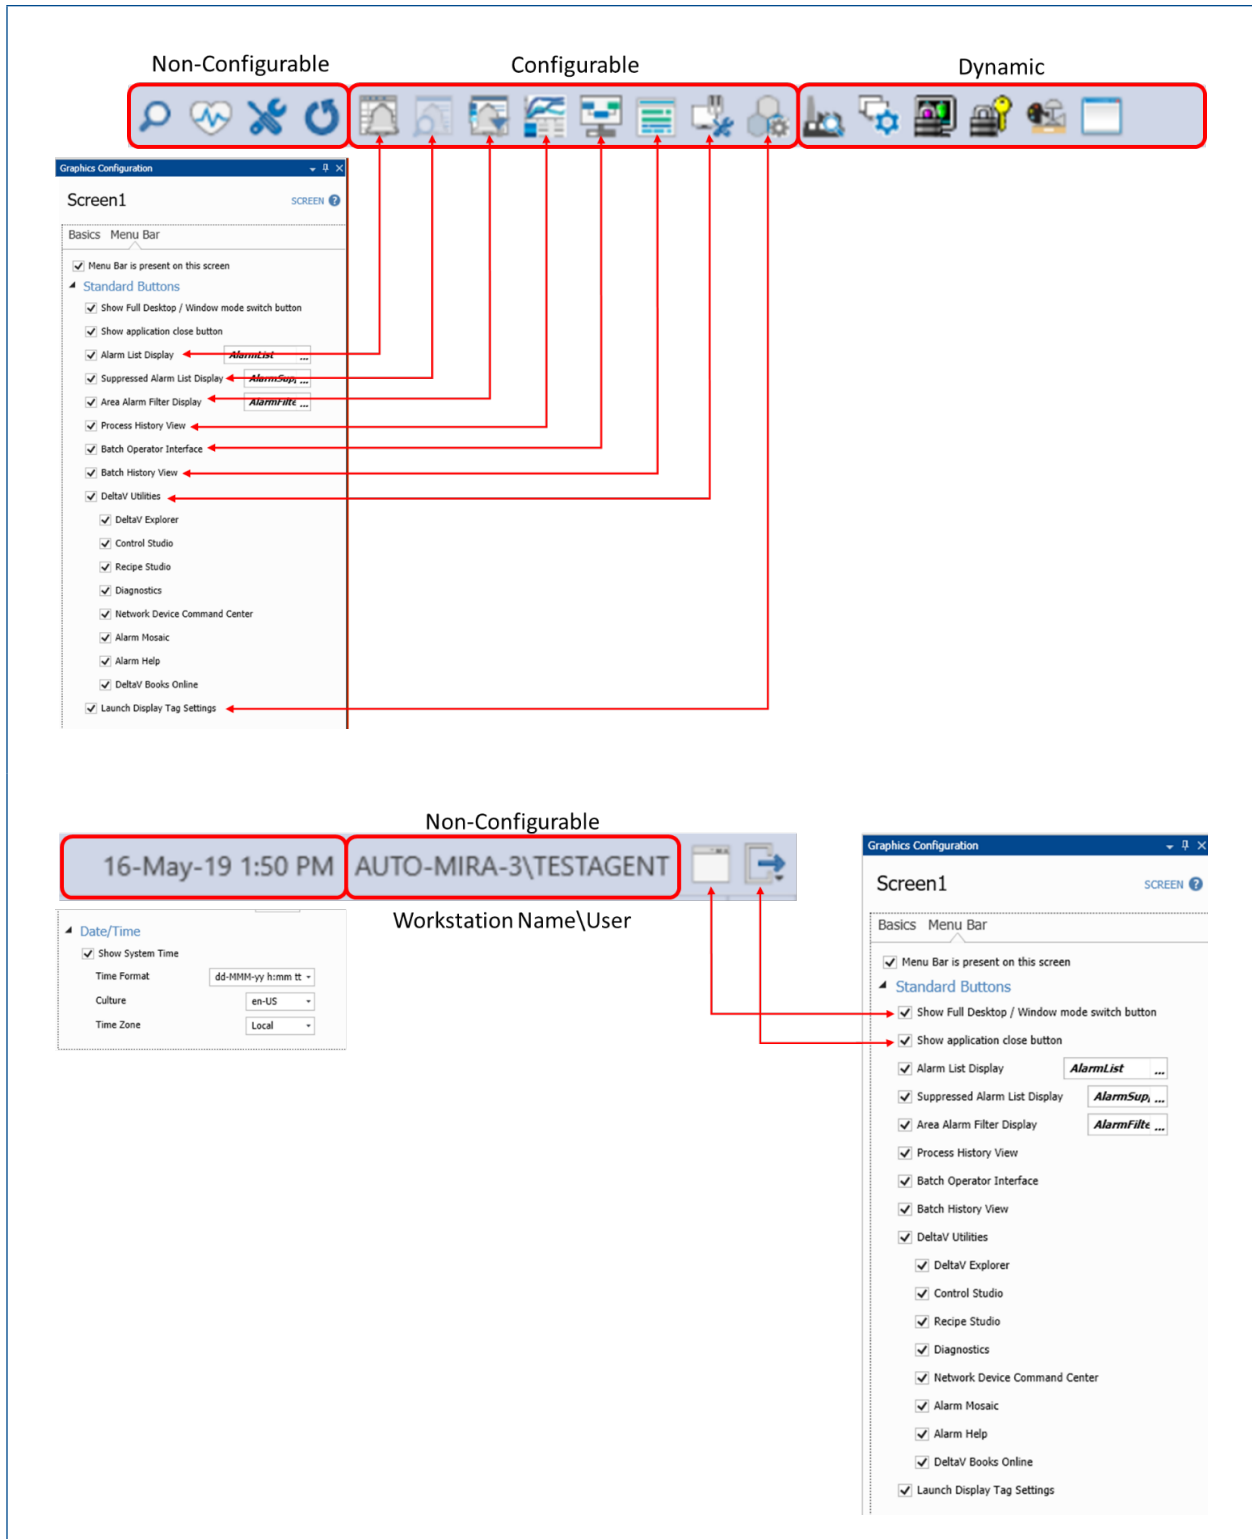 Non-Configurable
Configurable
Dynamic
Graphics Configuration
Screen1
SCREEN ?
Basics Menu Bar
Menu Bar is present on this screen
Standard Buttons
Show Full Desktop / Window mode switch button
Show application close button
Alarm List Display AlarmList ...
Suppressed Alarm List Display AlarmSup, ...
Area Alarm Filter Display AlarmFilte ...
Process History View
Batch Operator Interface
Batch History View
DeltaV Utilities
DeltaV Explorer
Control Studio
Recipe Studio
Diagnostics
Network Device Command Center
Alarm Mosaic
Alarm Help
DeltaV Books Online
Launch Display Tag Settings
Non-Configurable
16-May-19 1:50 PM AUTO-MIRA-3\TESTAGENT
Workstation Name\User
Date/Time
Show System Time
Time Format dd-MMM-yy h:mm tt
Culture en-US
Time Zone Local
Graphics Configuration
Screen1
SCREEN ?
Basics Menu Bar
Menu Bar is present on this screen
Standard Buttons
Show Full Desktop / Window mode switch button
Show application close button
Alarm List Display AlarmList ...
Suppressed Alarm List Display AlarmSup, ...
Area Alarm Filter Display AlarmFilte ...
Process History View
Batch Operator Interface
Batch History View
DeltaV Utilities
DeltaV Explorer
Control Studio
Recipe Studio
Diagnostics
Network Device Command Center
Alarm Mosaic
Alarm Help
DeltaV Books Online
Launch Display Tag Settings